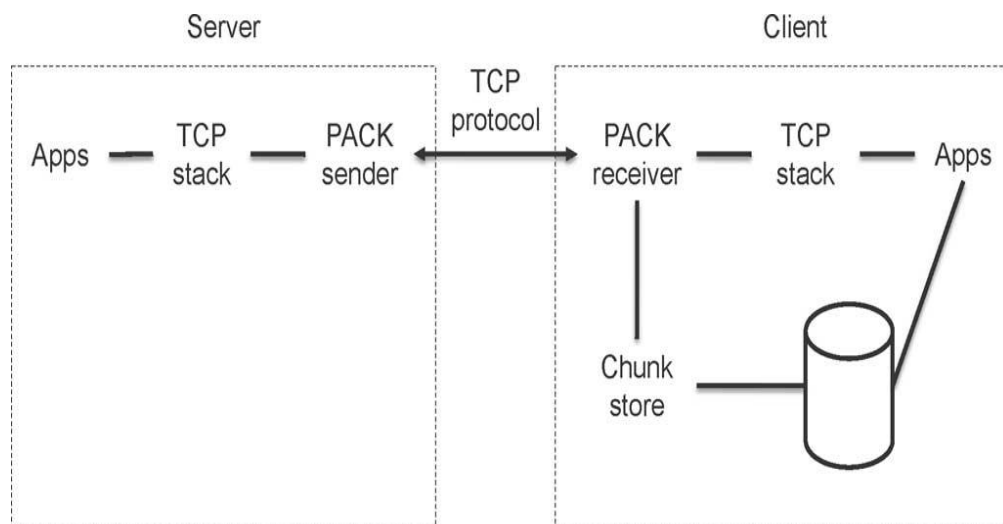 Server
Client
TCP
protocol
Apps
TCP
stack
PACK
sender
PACK
receiver
TCP
stack
Apps
Chunk
store